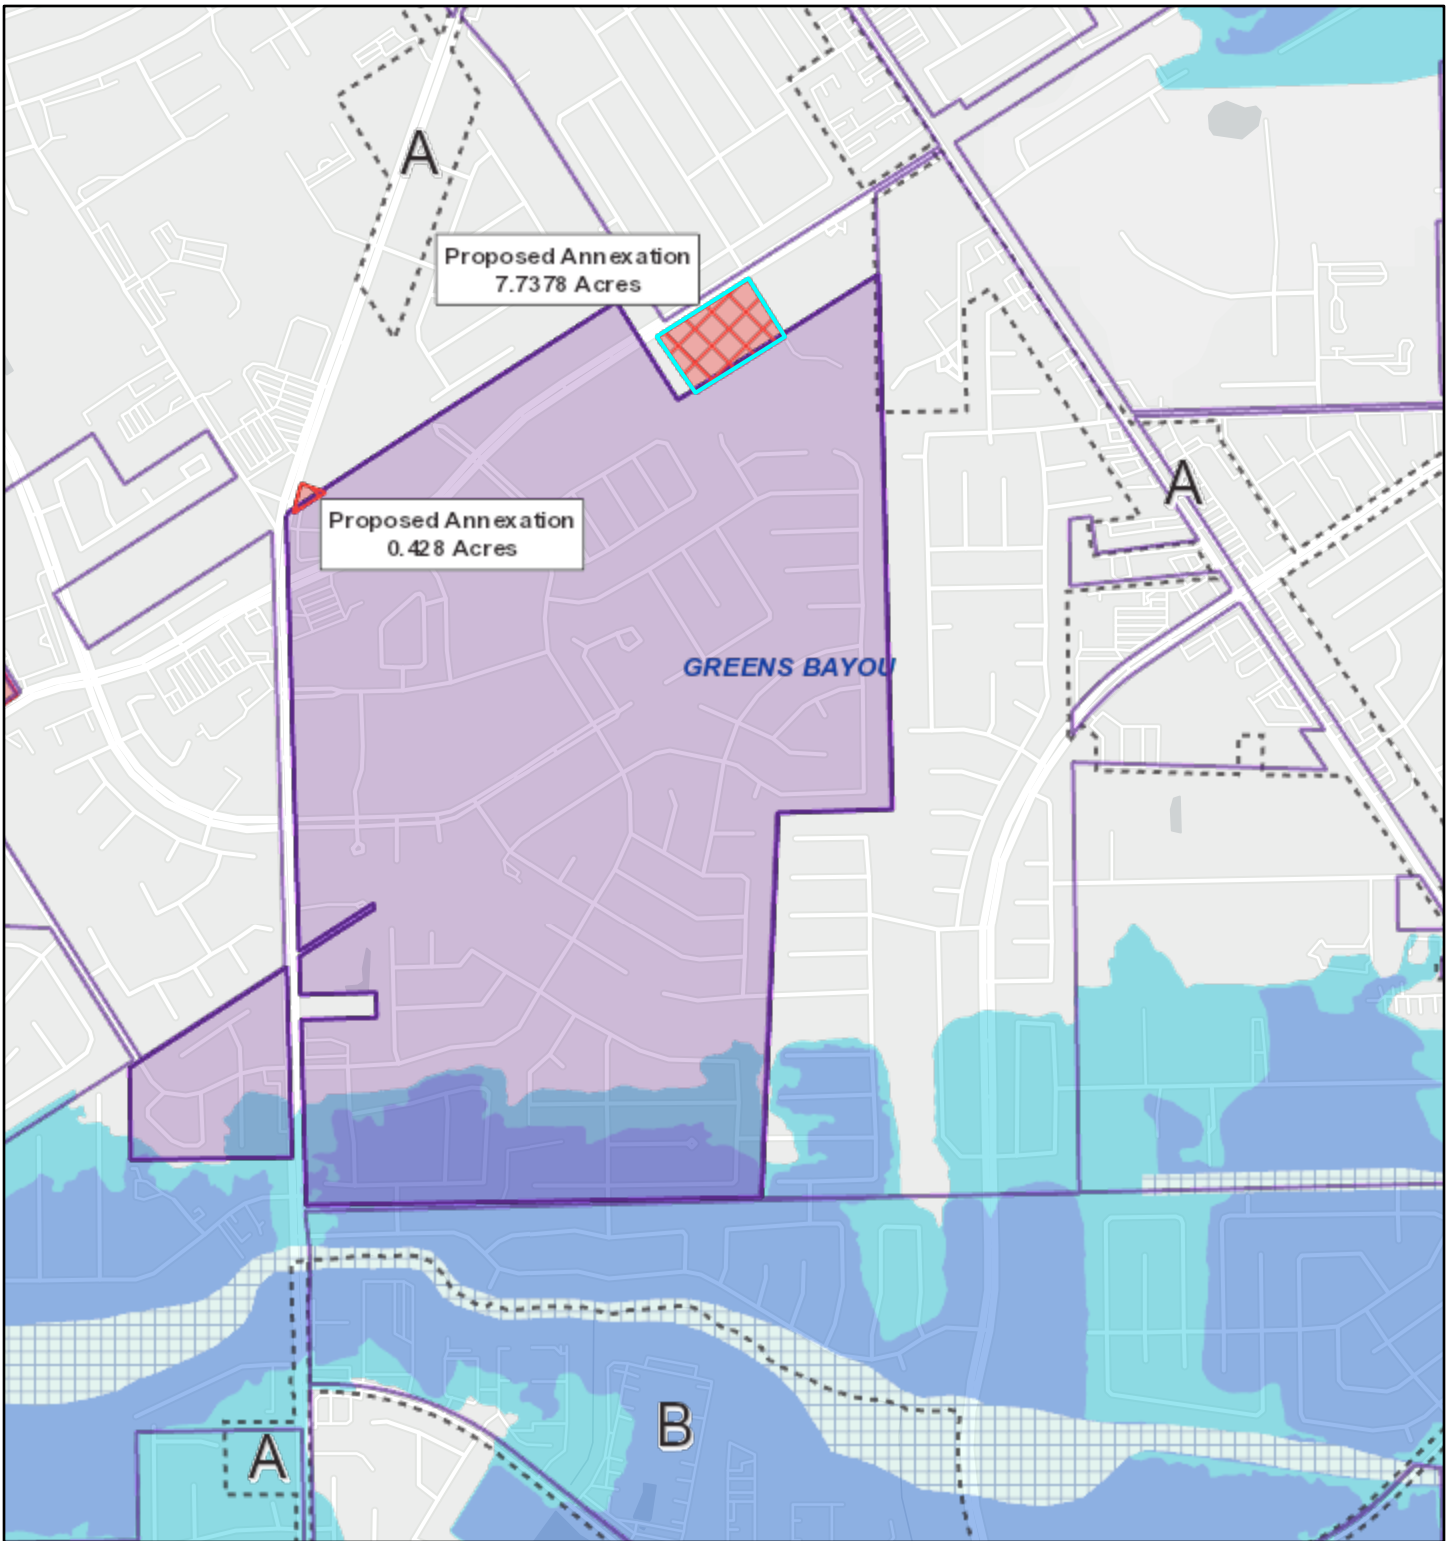 A
Proposed Annexation
7.7378 Acres
A
Proposed Annexation
0.428 Acres
GREENS BAYOU
B
A